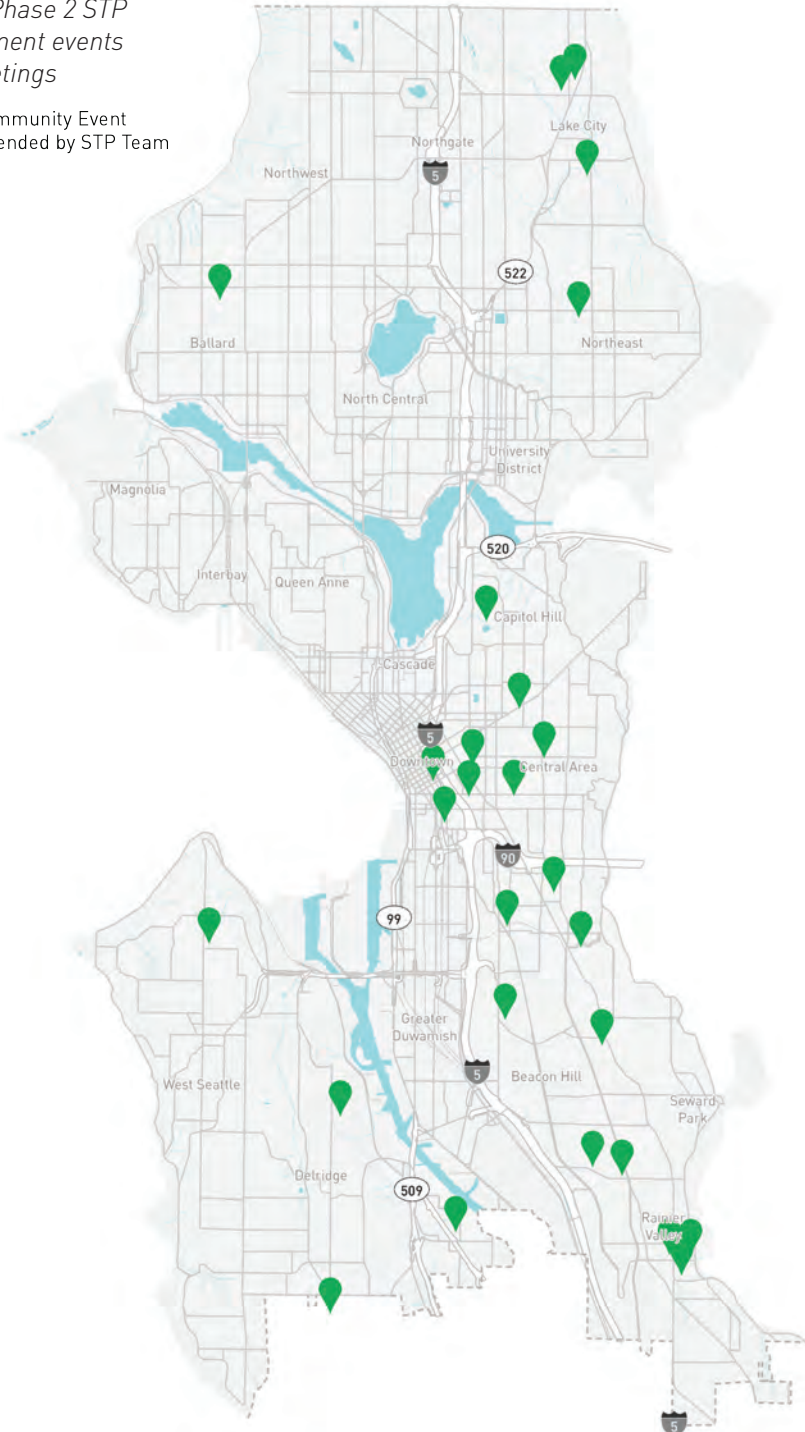 Phase 2 STP
ment events
etings
mmunity Event
ended by STP Team
Lake City
Northgate
Northwest
5
522
Ballard
Northeast
North Central
University
District
Magnolia
520
Interbay
Queen Anne
Capitol Hill
Cascade
5
Downtown
Central Area
90
99
Greater
Duwamish
5
Beacon Hill
West Seattle
Seward
Park
Delridge
509
Rainier
Valley
5